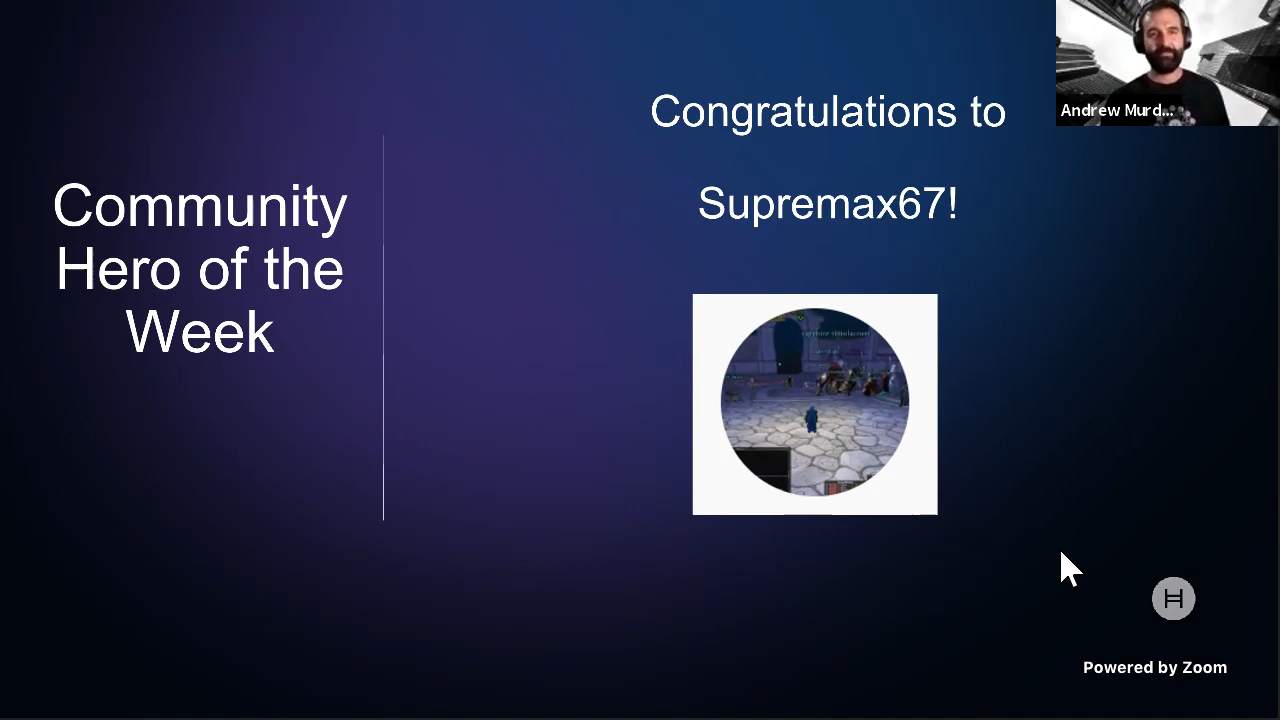 Community
Hero of the
Week
Congratulations to
Supremax67!
Andrew Murd...
Powered by Zoom